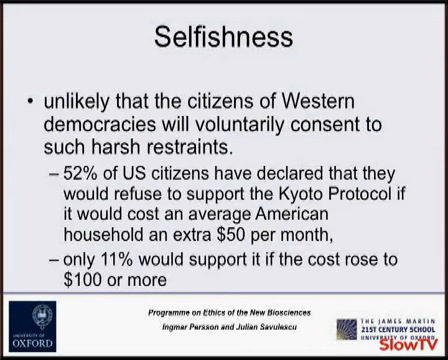 Selfishness
• unlikely that the citizens of Western
democracies will voluntarily consent to
such harsh restraints.
– 52% of US citizens have declared that they
would refuse to support the Kyoto Protocol if
it would cost an average American
household an extra $50 per month,
– only 11% would support it if the cost rose to
$100 or more
Programme on Ethics of the New Biosciences
Ingmar Persson and Julian Savulescu
UNIVERSITY OF
OXFORD
THE JAMES MARTIN
21ST CENTURY SCHOOL
UNIVERSITY OF OXFORD
SlowTV